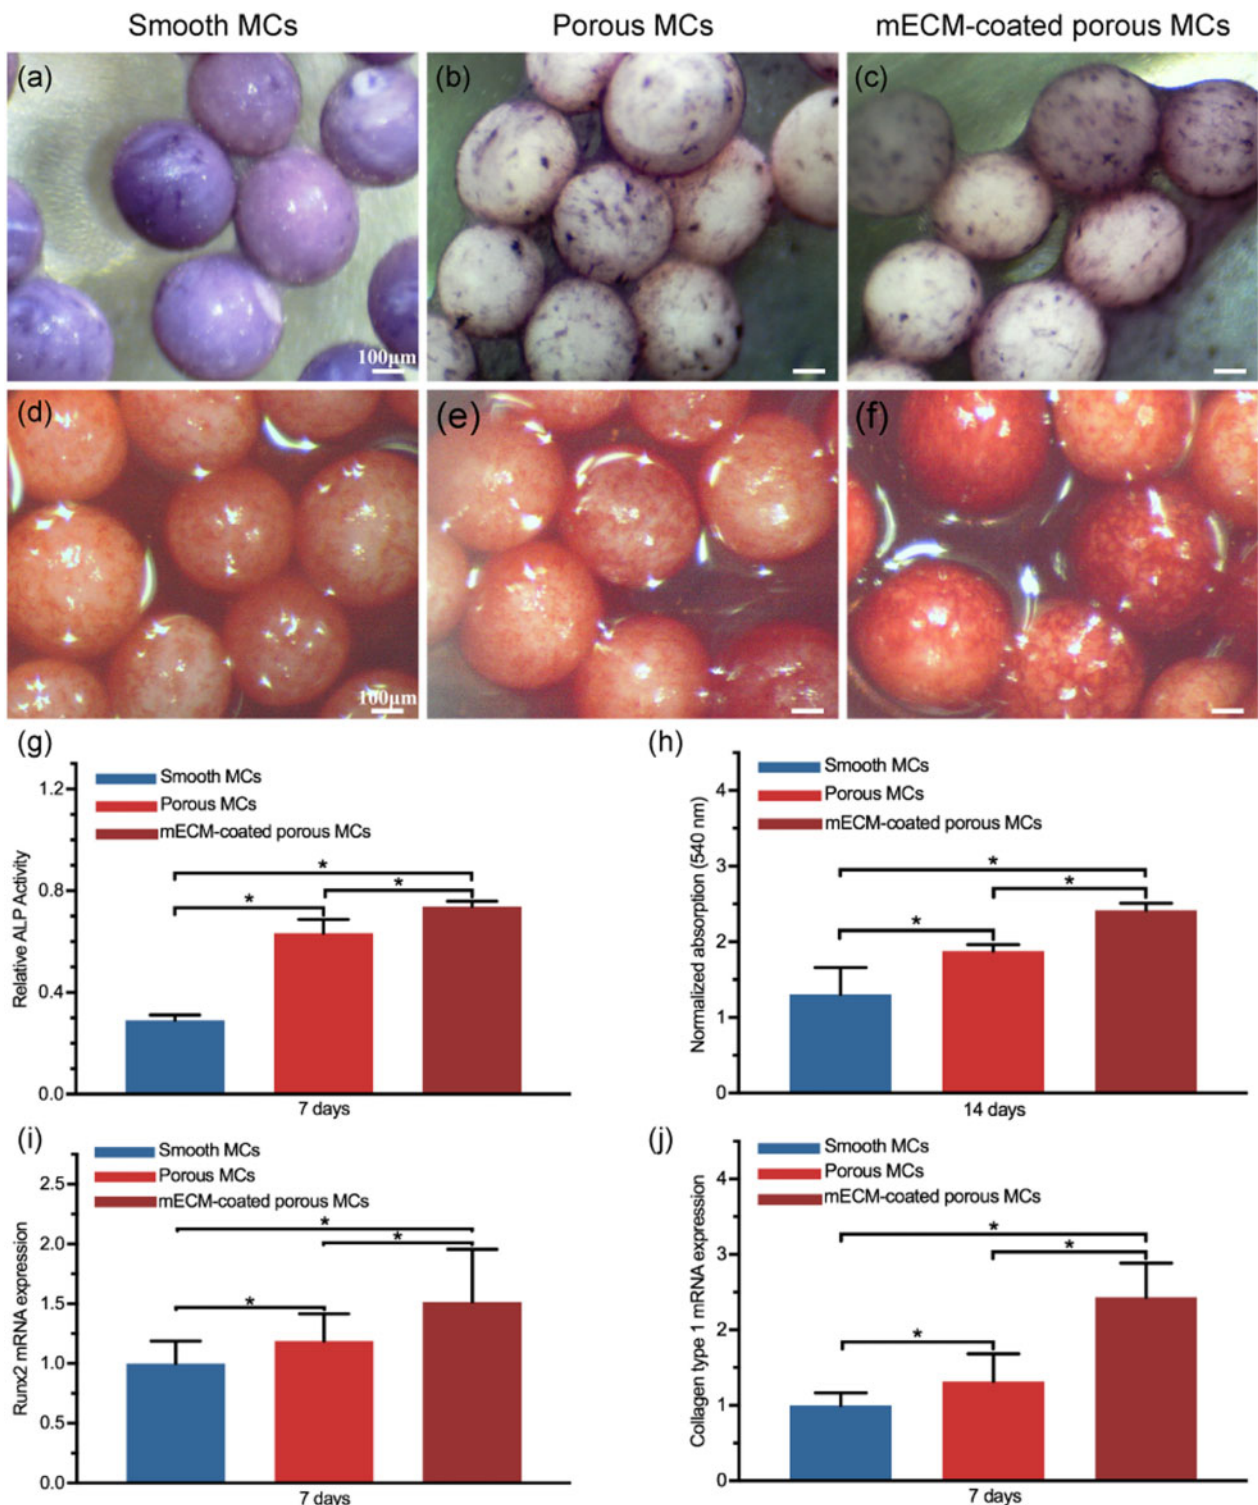 Smooth MCs
Porous MCs
mECM-coated porous MCs
(a)
(b)
(c)
100μm
(d)
(e)
(f)
100μm
(g)
Relative ALP Activity
1.2
0.8
0.4
0.0
Smooth MCs
Porous MCs
mECM-coated porous MCs
*
*
*
7 days
(h)
Normalized absorption (540 nm)
4
3
2
1
0
Smooth MCs
Porous MCs
mECM-coated porous MCs
*
*
*
14 days
(i)
Runx2 mRNA expression
2.5
2.0
1.5
1.0
0.5
0.0
Smooth MCs
Porous MCs
mECM-coated porous MCs
*
*
*
7 days
(j)
Collagen type 1 mRNA expression
4
3
2
1
0
Smooth MCs
Porous MCs
mECM-coated porous MCs
*
*
*
7 days